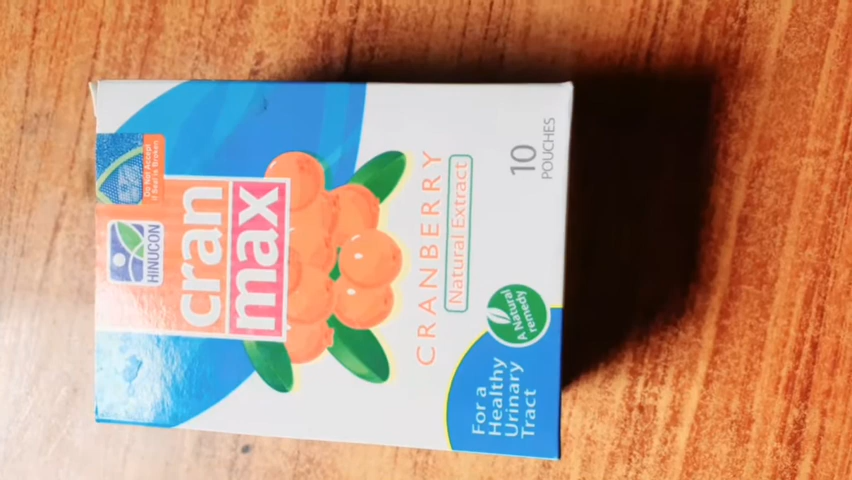 Do Not Accept
if Seal is Broken
HINUCON
cran
max
CRANBERRY
Natural Extract
10
POUCHES
A Natural
remedy
For a
Healthy
Urinary
Tract